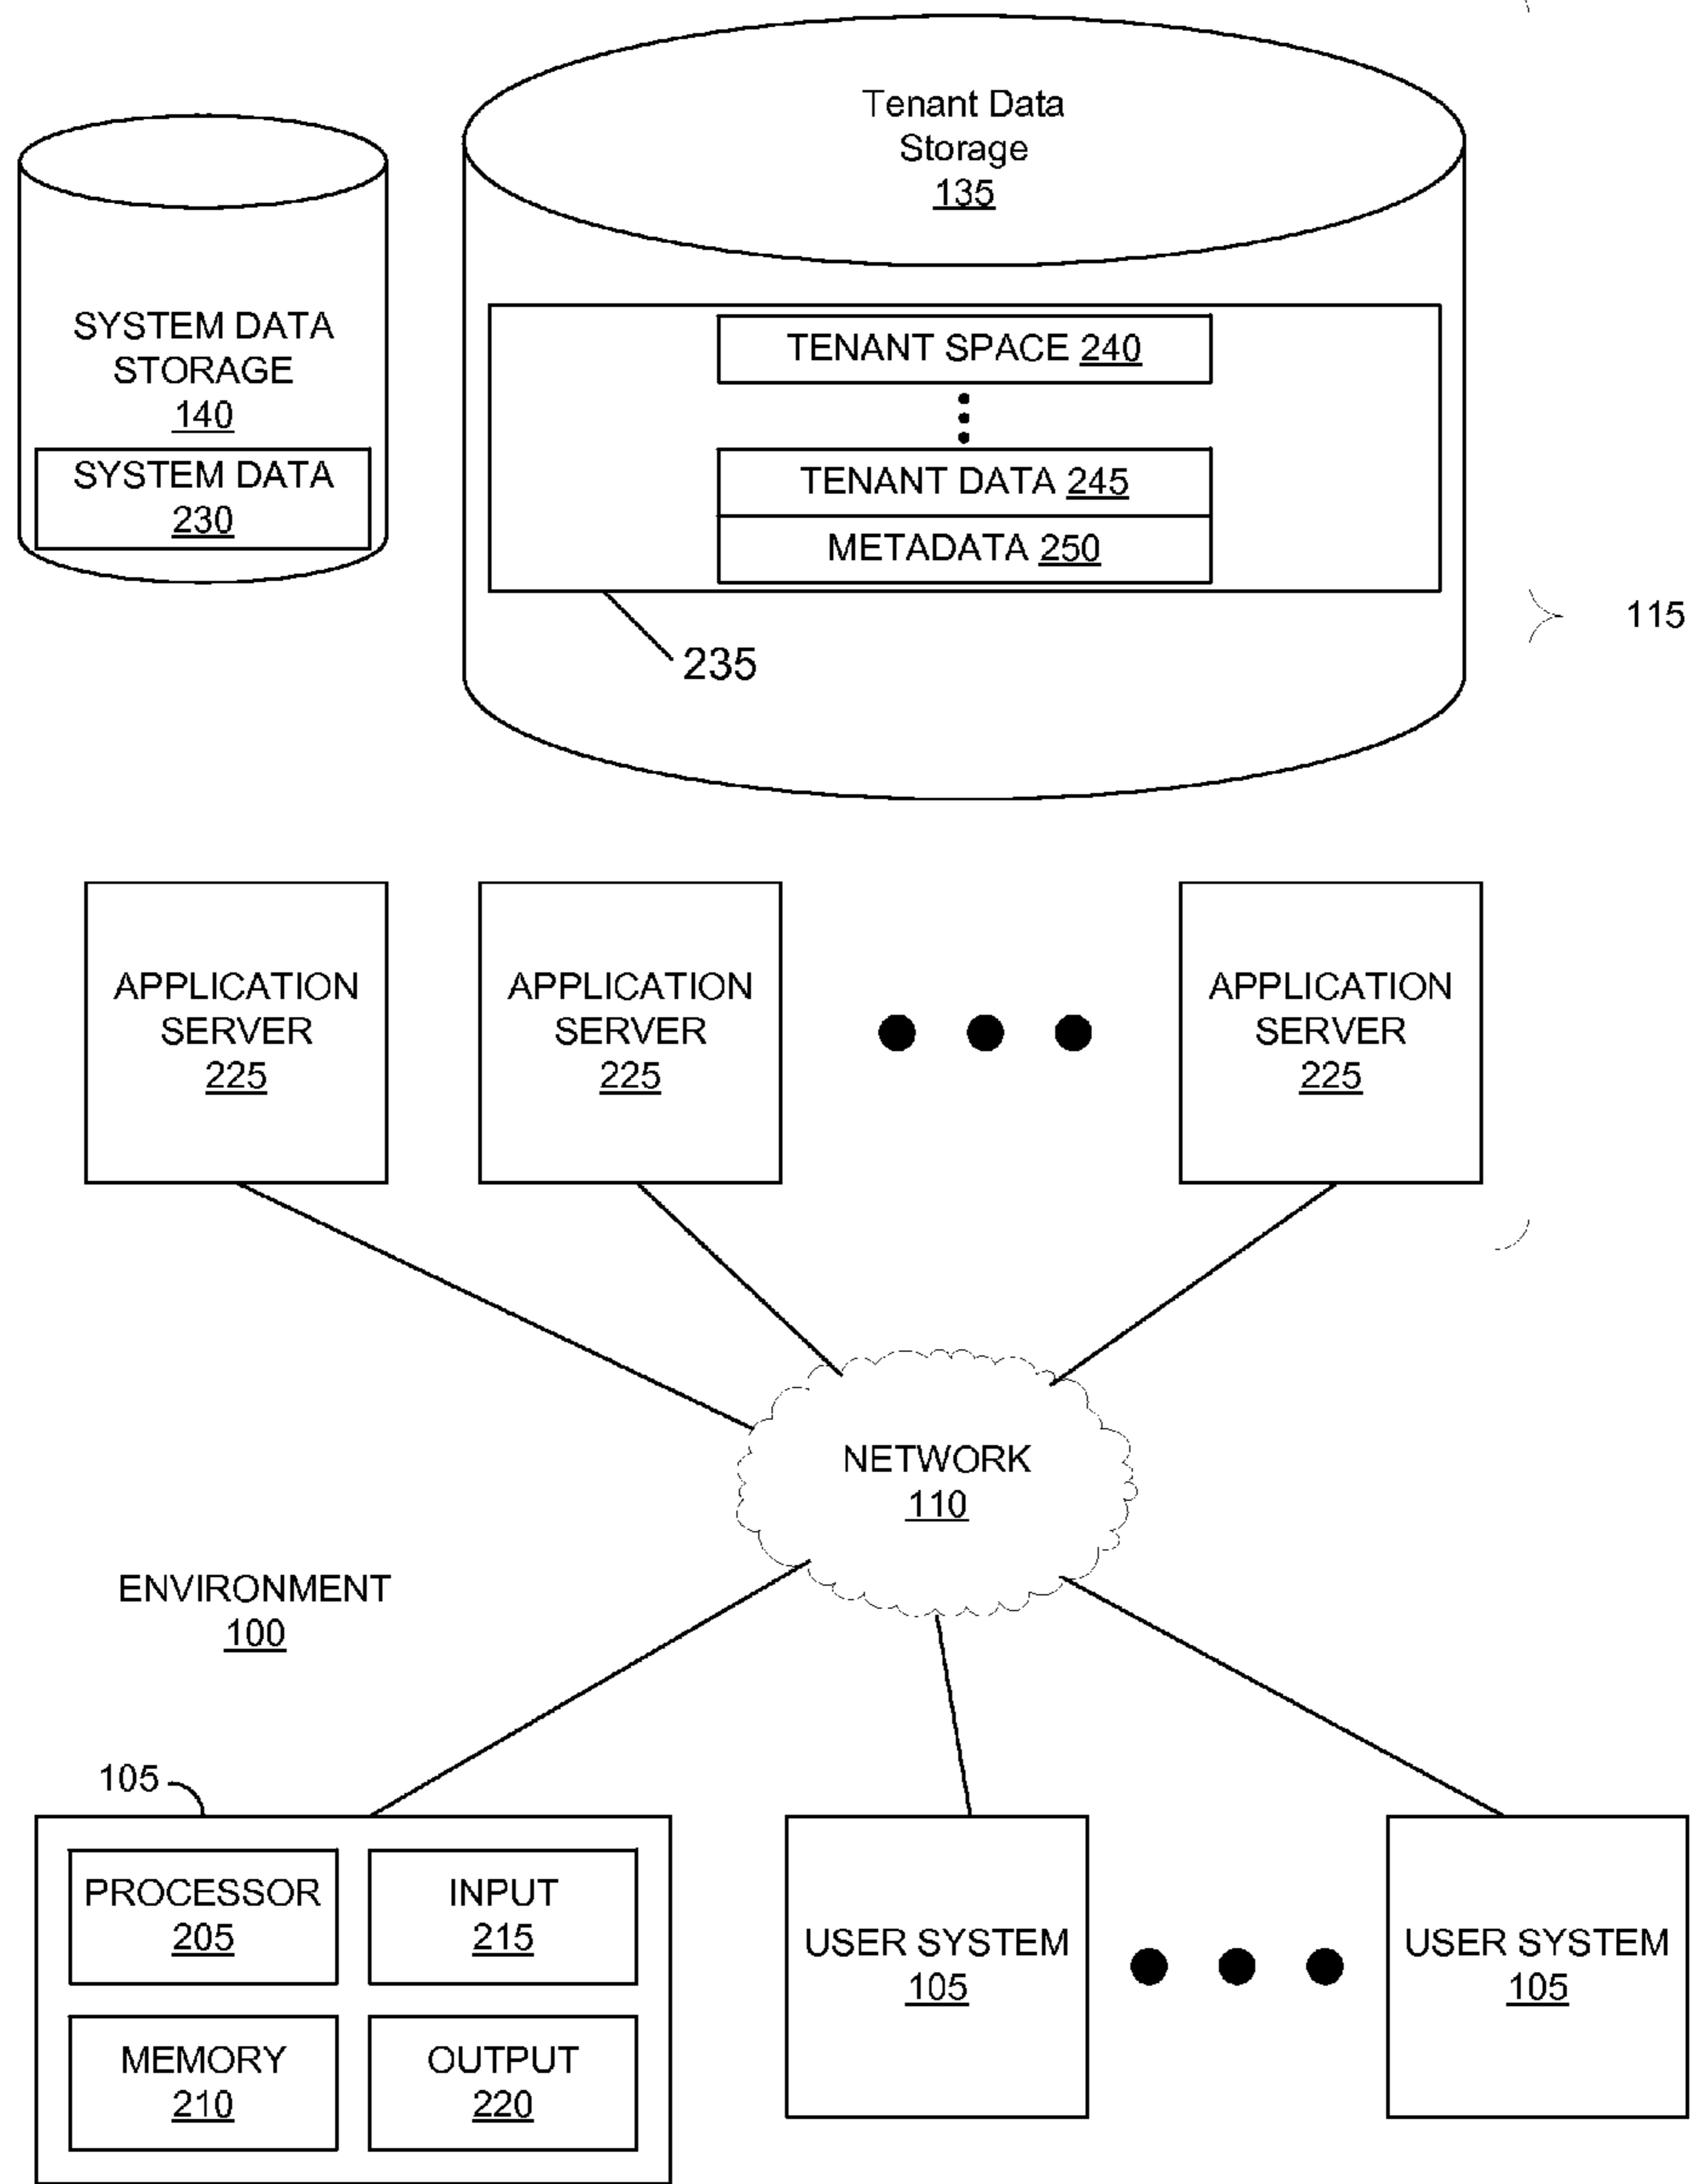 Tenant Data
Storage
135
SYSTEM DATA
STORAGE
140
SYSTEM DATA
230
TENANT SPACE 240
TENANT DATA 245
METADATA 250
235
115
APPLICATION
SERVER
225
APPLICATION
SERVER
225
APPLICATION
SERVER
225
NETWORK
110
ENVIRONMENT
100
105
PROCESSOR
205
INPUT
215
MEMORY
210
OUTPUT
220
USER SYSTEM
105
USER SYSTEM
105